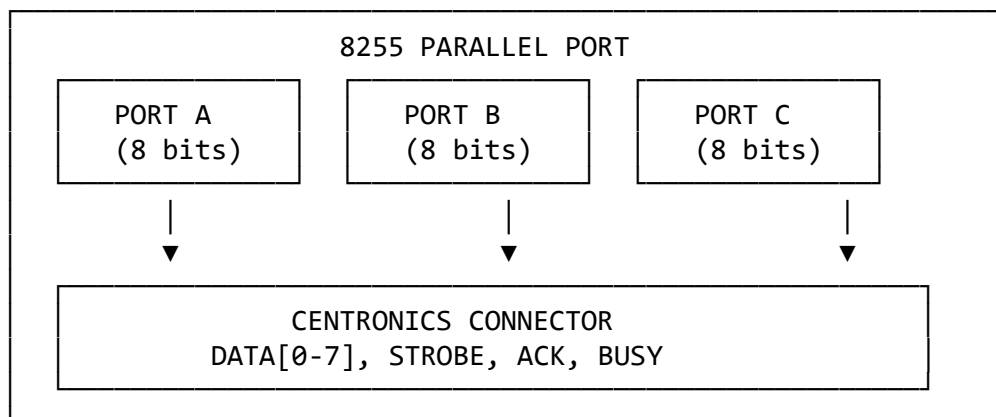 8255 PARALLEL PORT
PORT A PORT B PORT C
(8 bits) (8 bits) (8 bits)
CENTRONICS CONNECTOR
DATA[0-7], STROBE, ACK, BUSY